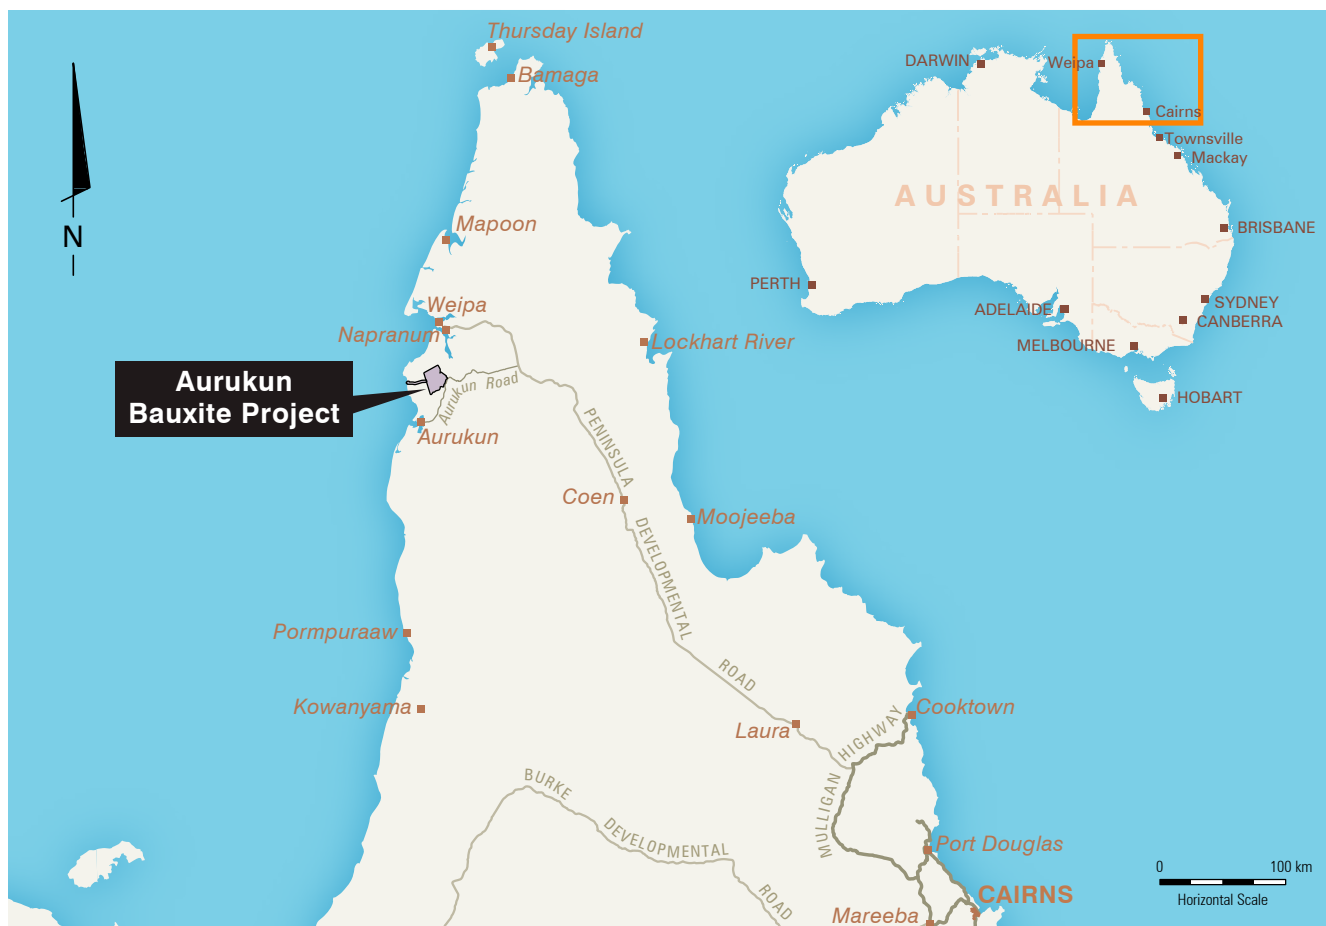 Thursday Island
Bamaga
DARWIN
Weipa
Cairns
Townsville
Mackay
AUSTRALIA
BRISBANE
PERTH
ADELAIDE
SYDNEY
CANBERRA
MELBOURNE
HOBART
N
Mapoon
Weipa
Napranum
Lockhart River
Aurukun
Bauxite Project
Aurukun Road
Aurukun
PENINSULA
DEVELOPMENTAL
ROAD
Coen
Moojeeba
Pormpuraaw
Kowanyama
Laura
Cooktown
MULLIGAN
HIGHWAY
BURKE
DEVELOPMENTAL
ROAD
Port Douglas
CAIRNS
Mareeba
0
100 km
Horizontal Scale